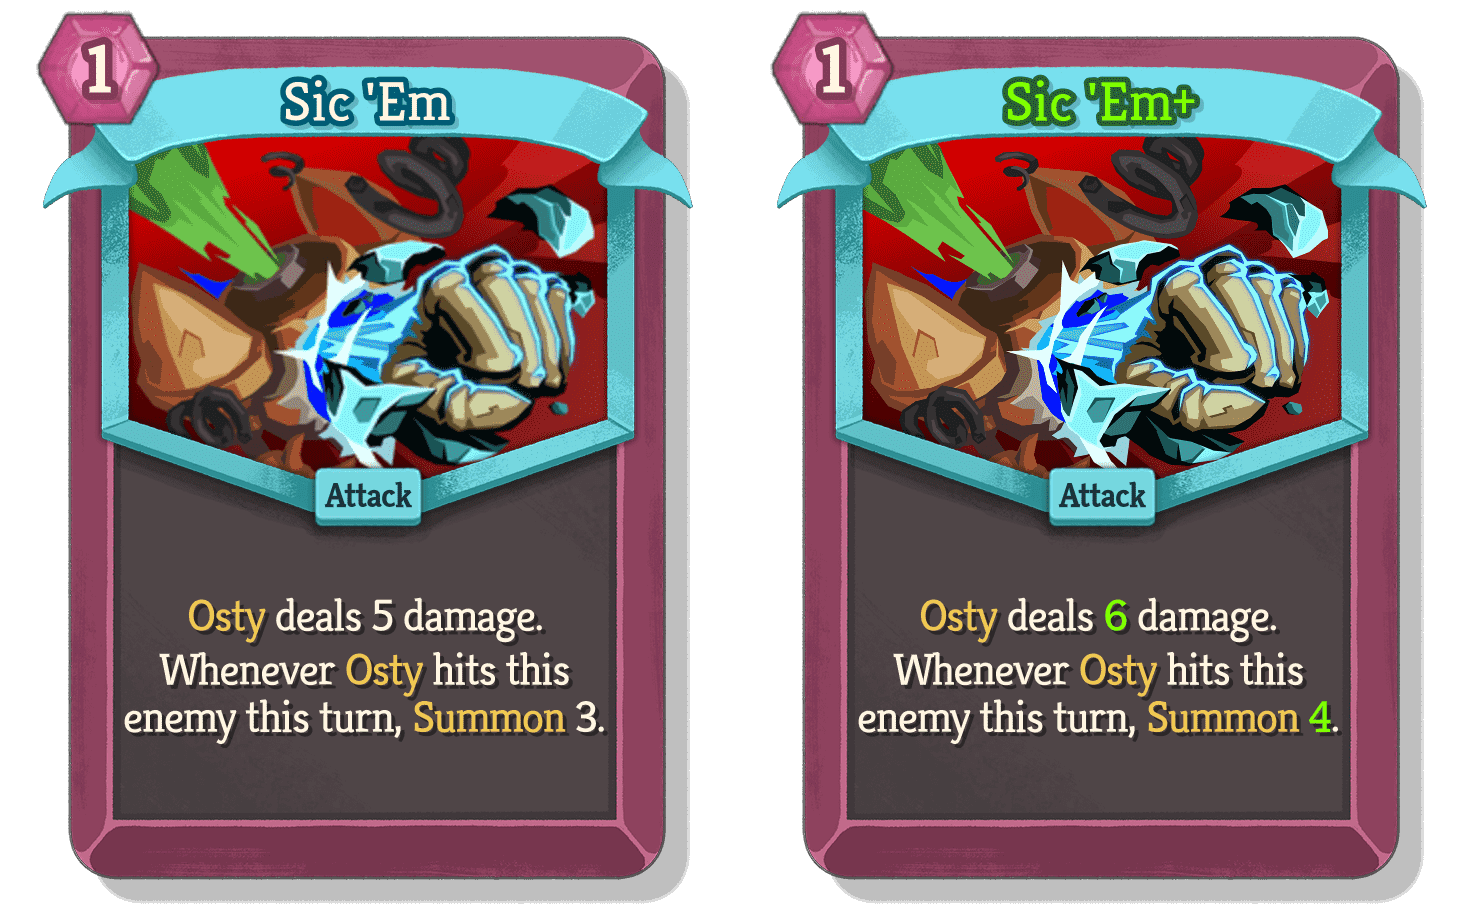 1
Sic 'Em
Attack
Osty deals 5 damage.
Whenever Osty hits this
enemy this turn, Summon 3.
1
Sic 'Em+
Attack
Osty deals 6 damage.
Whenever Osty hits this
enemy this turn, Summon 4.